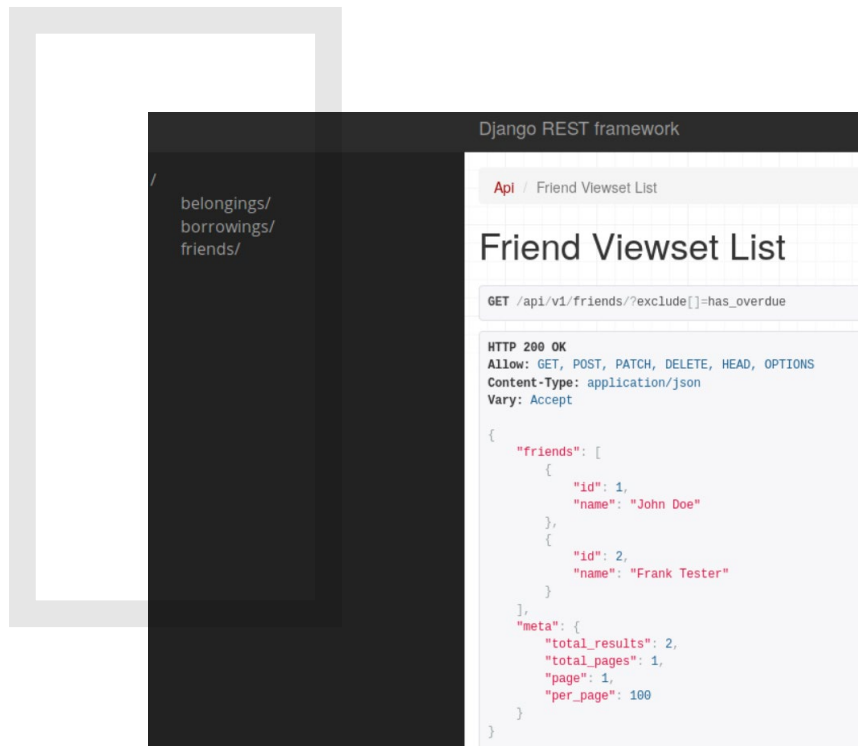 Django REST framework
/
belongings/
borrowings/
friends/
Api / Friend Viewset List
Friend Viewset List
GET /api/v1/friends/?exclude[]=has_overdue
HTTP 200 OK
Allow: GET, POST, PATCH, DELETE, HEAD, OPTIONS
Content-Type: application/json
Vary: Accept
{
    "friends": [
        {
            "id": 1,
            "name": "John Doe"
        },
        {
            "id": 2,
            "name": "Frank Tester"
        }
    ],
    "meta": {
        "total_results": 2,
        "total_pages": 1,
        "page": 1,
        "per_page": 100
    }
}